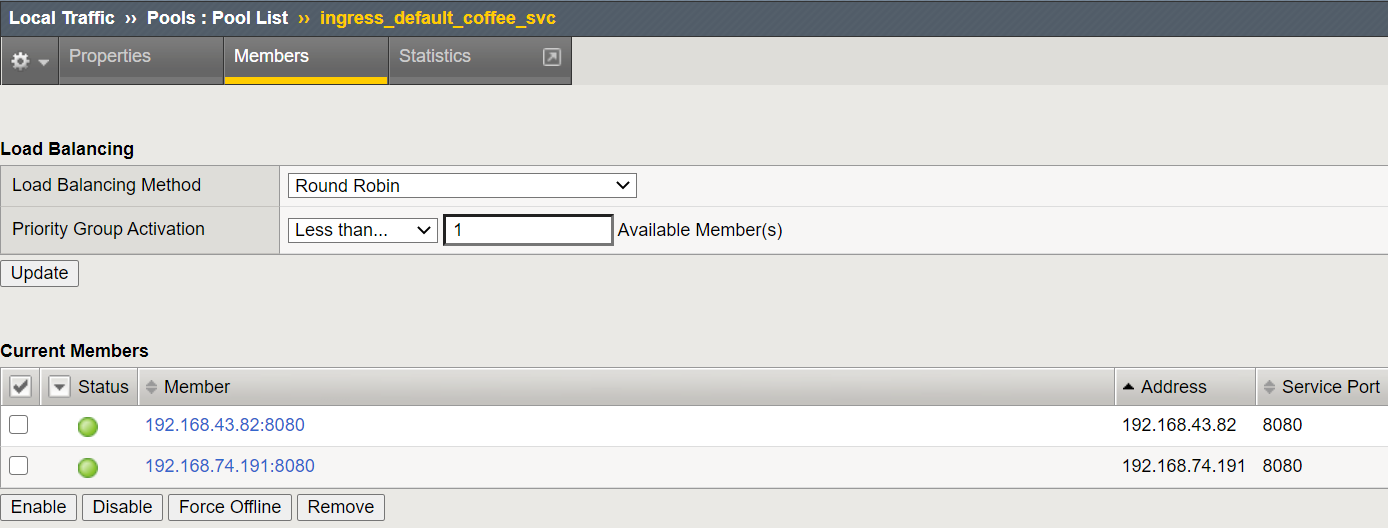 Local Traffic ›› Pools : Pool List ›› ingress_default_coffee_svc
Properties Members Statistics
Load Balancing
Load Balancing Method Round Robin
Priority Group Activation Less than... 1 Available Member(s)
Update
Current Members
Status Member Address Service Port
192.168.43.82:8080 192.168.43.82 8080
192.168.74.191:8080 192.168.74.191 8080
Enable Disable Force Offline Remove